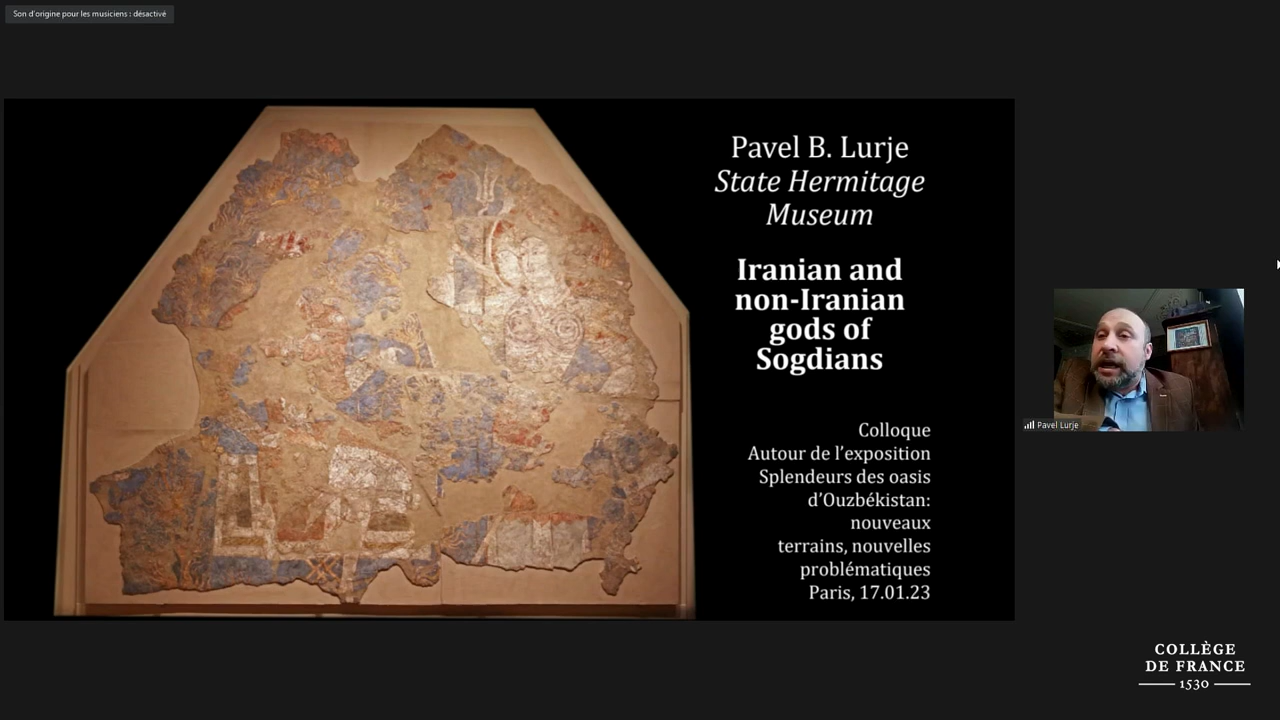 Son d'origine pour les musiciens : désactivé
Pavel B. Lurje
State Hermitage
Museum
Iranian and
non-Iranian
gods of
Sogdians
Colloque
Autour de l'exposition
Splendeurs des oasis
d'Ouzbékistan:
nouveaux
terrains, nouvelles
problématiques
Paris, 17.01.23
Pavel Lurje
COLLÈGE
DE FRANCE
1530